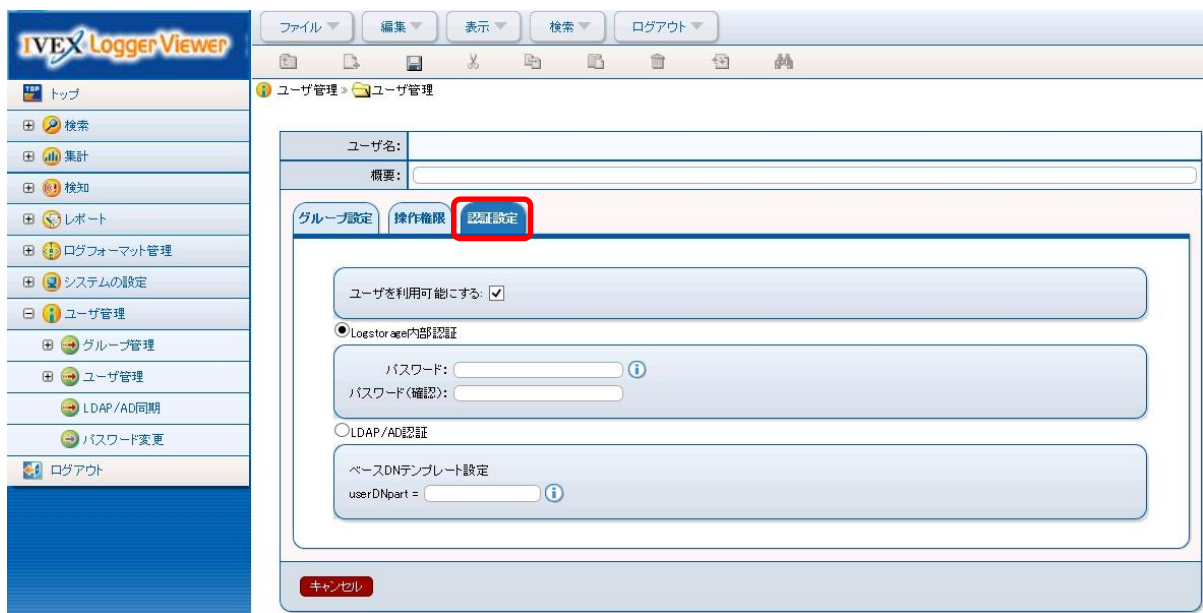 IVEX Logger Viewer
ファイル 編集 表示 検索 ログアウト
ユーザ管理 » ユーザ管理
TOP トップ
検索
集計
検知
レポート
ログフォーマット管理
システムの設定
ユーザ管理
グループ管理
ユーザ管理
LDAP/AD同期
パスワード変更
ログアウト
ユーザ名:
概要:
グループ設定 操作権限 認証設定
ユーザを利用可能にする:
Logstorage内部認証
パスワード:
パスワード(確認):
LDAP/AD認証
ベースDNテンプレート設定
userDNpart =
キャンセル